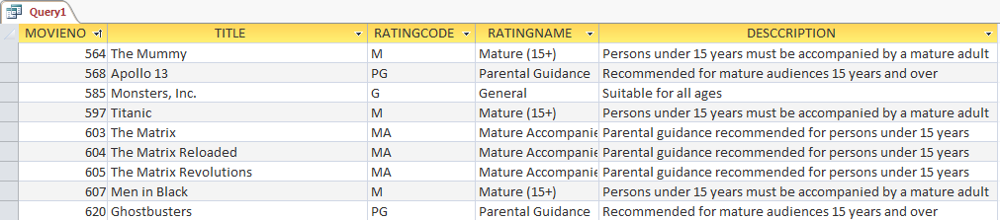 Query1
MOVIENO TITLE RATINGCODE RATINGNAME DESCCRIPTION
564 The Mummy M Mature (15+) Persons under 15 years must be accompanied by a mature adult
568 Apollo 13 PG Parental Guidance Recommended for mature audiences 15 years and over
585 Monsters, Inc. G General Suitable for all ages
597 Titanic M Mature (15+) Persons under 15 years must be accompanied by a mature adult
603 The Matrix MA Mature Accompanie Parental guidance recommended for persons under 15 years
604 The Matrix Reloaded MA Mature Accompanie Parental guidance recommended for persons under 15 years
605 The Matrix Revolutions MA Mature Accompanie Parental guidance recommended for persons under 15 years
607 Men in Black M Mature (15+) Persons under 15 years must be accompanied by a mature adult
620 Ghostbusters PG Parental Guidance Recommended for mature audiences 15 years and over